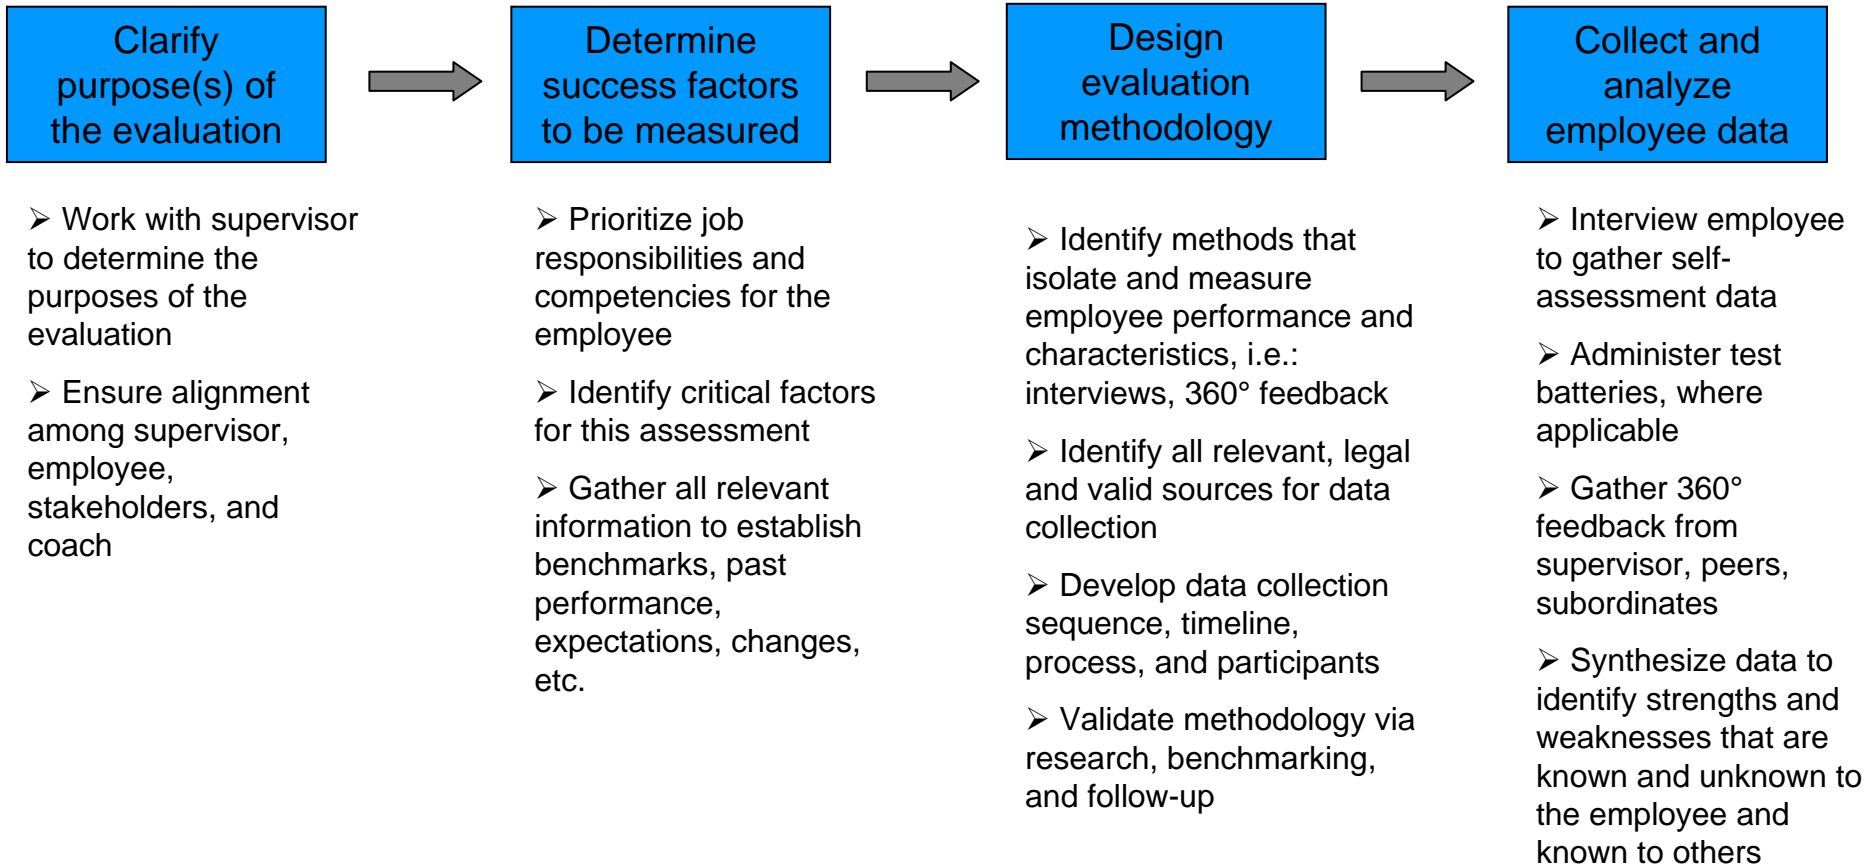 Clarify
purpose(s) of
the evaluation
➢ Work with supervisor
to determine the
purposes of the
evaluation
➢ Ensure alignment
among supervisor,
employee,
stakeholders, and
coach
Determine
success factors
to be measured
➢ Prioritize job
responsibilities and
competencies for the
employee
➢ Identify critical factors
for this assessment
➢ Gather all relevant
information to establish
benchmarks, past
performance,
expectations, changes,
etc.
Design
evaluation
methodology
➢ Identify methods that
isolate and measure
employee performance and
characteristics, i.e.:
interviews, 360° feedback
➢ Identify all relevant, legal
and valid sources for data
collection
➢ Develop data collection
sequence, timeline,
process, and participants
➢ Validate methodology via
research, benchmarking,
and follow-up
Collect and
analyze
employee data
➢ Interview employee
to gather self-
assessment data
➢ Administer test
batteries, where
applicable
➢ Gather 360°
feedback from
supervisor, peers,
subordinates
➢ Synthesize data to
identify strengths and
weaknesses that are
known and unknown to
the employee and
known to others